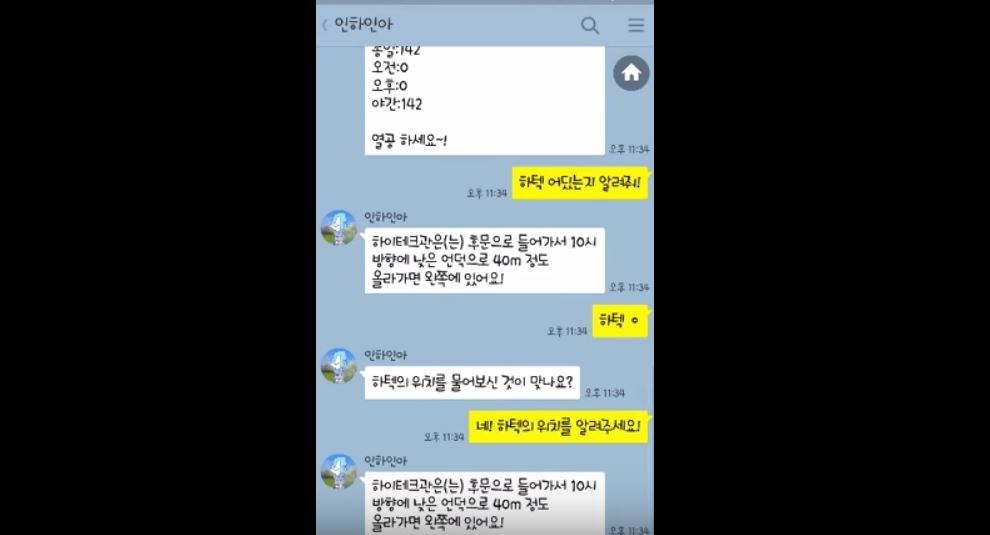 인하인아
종일:142
오전:0
오후:0
야간:142
열공 하세요~!
오후 11:34
하텍 어딨는지 알려줘!
오후 11:34
인하인아
하이테크관은(는) 후문으로 들어가서 10시
방향에 낮은 언덕으로 40m 정도
올라가면 왼쪽에 있어요!
오후 11:34
하텍 ㅇ
오후 11:34
인하인아
하텍의 위치를 물어보신 것이 맞나요?
오후 11:34
네! 하텍의 위치를 알려주세요!
오후 11:34
인하인아
하이테크관은(는) 후문으로 들어가서 10시
방향에 낮은 언덕으로 40m 정도
올라가면 왼쪽에 있어요!
오후 11:34